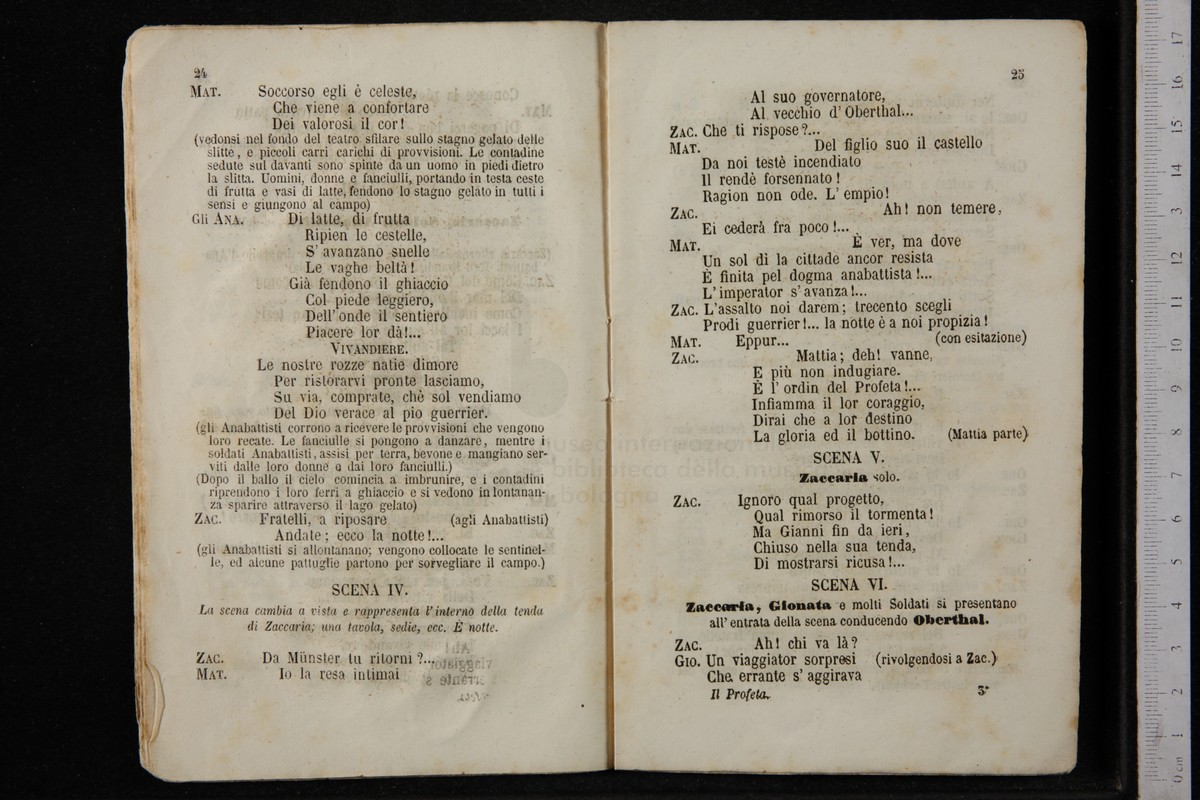 24
MAT. Soccorso egli è celeste,
Che viene a confortare
Dei valorosi il cor!
(vedonsi nel fondo del teatro sfilare sullo stagno gelato delle
slitte, e piccoli carri carichi di provvisioni. Le contadine
sedute sul davanti sono spinte da un uomo in piedi dietro
la slitta. Uomini, donne e fanciulli, portando in testa ceste
di frutta e vasi di latte, fendono lo stagno gelato in tutti i
sensi e giungono al campo)
Gli ANA. Di latte, di frutta
Ripien le cestelle,
S' avanzano snelle
Le vaghe beltà!
Già fendono il ghiaccio
Col piede leggiero,
Dell' onde il sentiero
Piacere lor dà!...
VIVANDIERE.
Le nostre rozze natie dimore
Per ristorarvi pronte lasciamo,
Su via, comprate, chè sol vendiamo
Del Dio verace al pio guerrier.
(gli Anabattisti corrono a ricevere le provvisioni che vengono
loro recate. Le fanciulle si pongono a danzare, mentre i
soldati Anabattisti, assisi per terra, bevono e mangiano ser-
viti dalle loro donne e dai loro fanciulli.)
(Dopo il ballo il cielo comincia a imbrunire, e i contadini
riprendono i loro ferri a ghiaccio e si vedono in lontanan-
za sparire attraverso il lago gelato)
ZAC. Fratelli, a riposare (agli Anabattisti)
Andate; ecco la notte!...
(gli Anabattisti si allontanano; vengono collocate le sentinel-
le, ed alcune pattuglie partono per sorvegliare il campo.)
SCENA IV.
La scena cambia a vista e rappresenta l'interno della tenda
di Zaccaria; una tavola, sedie, ecc. È notte.
ZAC. Da Münster tu ritorni?...
MAT. Io la resa intimai
25
Al suo governatore,
Al vecchio d' Oberthal...
ZAC. Che ti rispose?...
MAT. Del figlio suo il castello
Da noi testè incendiato
Il rendè forsennato!
Ragion non ode. L' empio!
ZAC. Ah! non temere,
Ei cederà fra poco!...
MAT. È ver, ma dove
Un sol dì la cittade ancor resista
È finita pel dogma anabattista!...
L' imperator s' avanza!...
ZAC. L'assalto noi darem; trecento scegli
Prodi guerrier!... la notte è a noi propizia!
MAT. Eppur... (con esitazione)
ZAC. Mattia; deh! vanne,
E più non indugiare.
È l' ordin del Profeta!...
Infiamma il lor coraggio,
Dirai che a lor destino
La gloria ed il bottino. (Mattia parte)
SCENA V.
Zaccaria solo.
ZAC. Ignoro qual progetto,
Qual rimorso il tormenta!
Ma Gianni fin da ieri,
Chiuso nella sua tenda,
Di mostrarsi ricusa!...
SCENA VI.
Zaccaria, Gionata e molti Soldati si presentano
all' entrata della scena conducendo Oberthal.
ZAC. Ah! chi va là?
GIO. Un viaggiator sorpresi (rivolgendosi a Zac.)
Che errante s' aggirava
Il Profeta. 3*